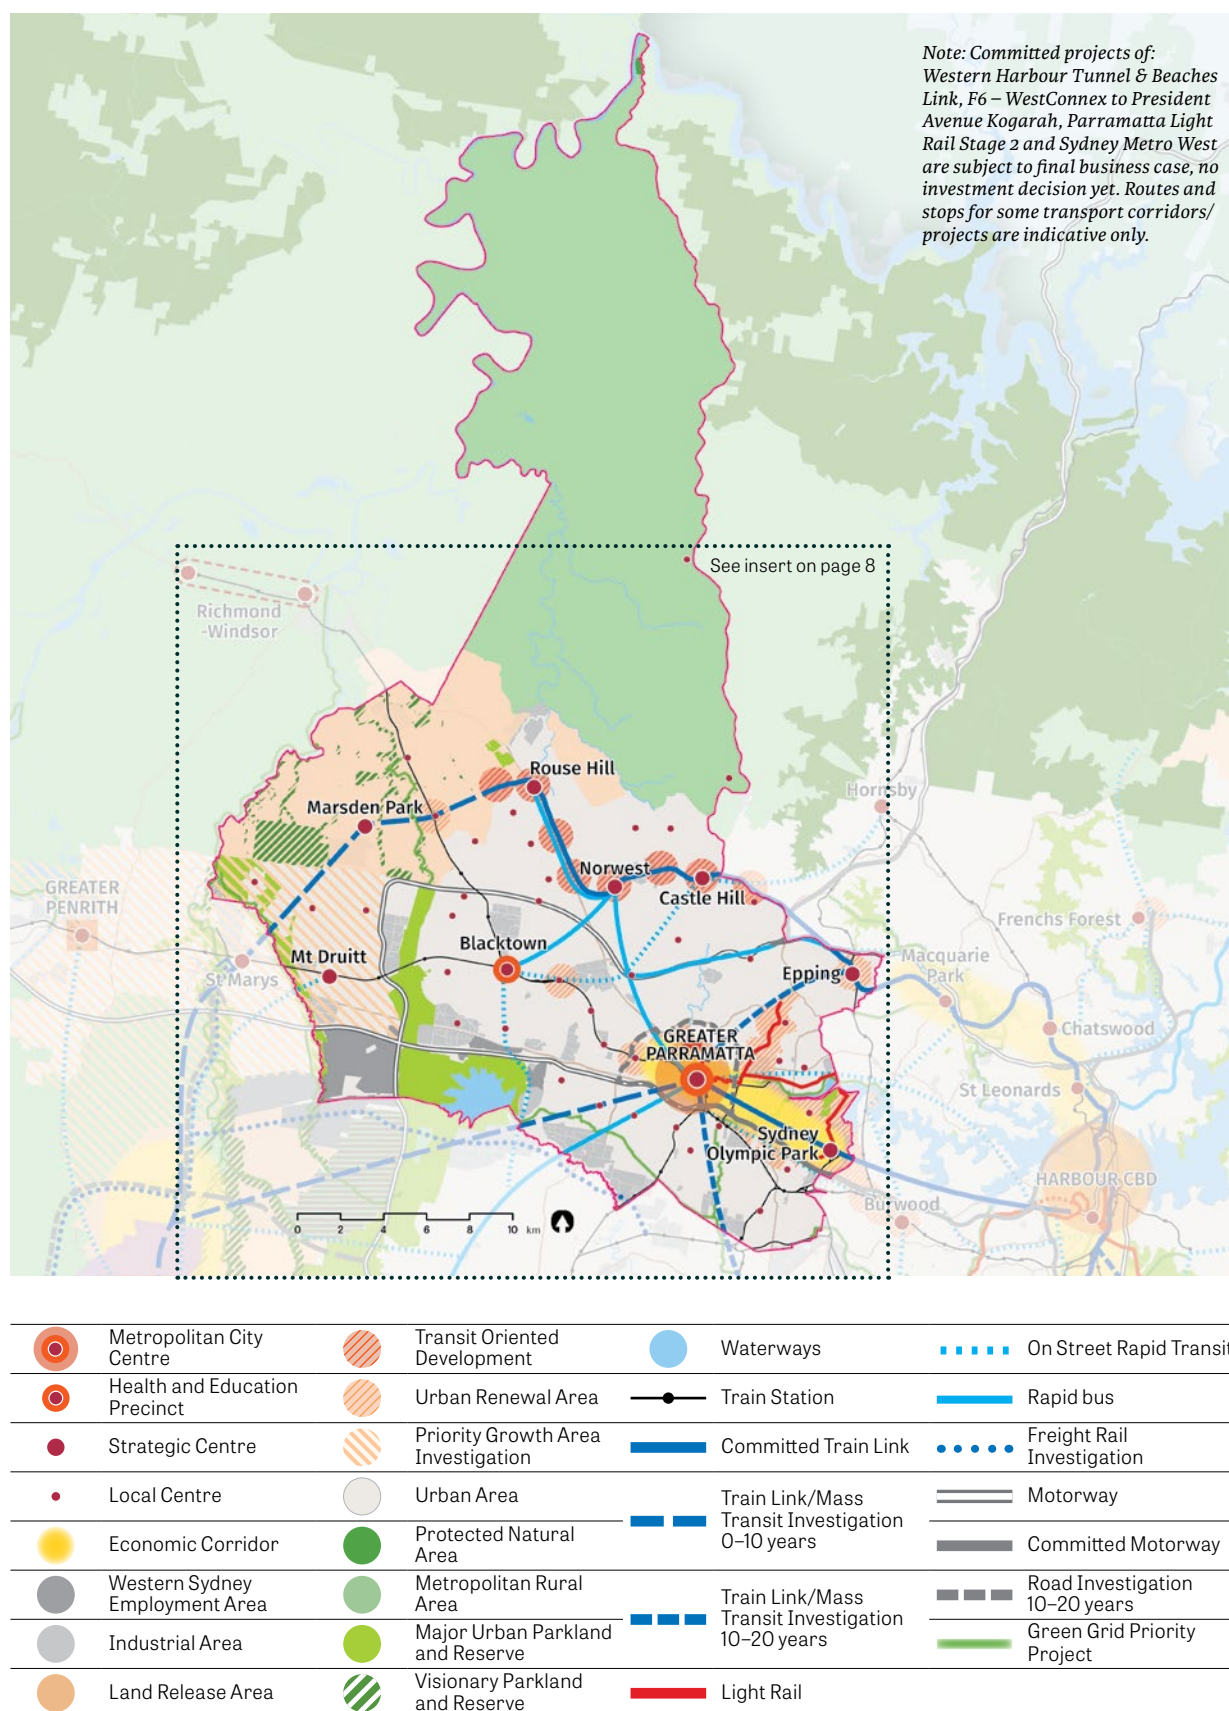 Note: Committed projects of:
Western Harbour Tunnel & Beaches
Link, F6 – WestConnex to President
Avenue Kogarah, Parramatta Light
Rail Stage 2 and Sydney Metro West
are subject to final business case, no
investment decision yet. Routes and
stops for some transport corridors/
projects are indicative only.
See insert on page 8
Richmond
-Windsor
Rouse Hill
Hornsby
Marsden Park
Norwest
Castle Hill
GREATER
PENRITH
Frenchs Forest
Blacktown
Mt Druitt
St Marys
Epping
Macquarie
Park
Chatswood
GREATER
PARRAMATTA
St Leonards
Sydney
Olympic Park
HARBOUR CBD
Burwood
0 2 4 6 8 10 km
Metropolitan City
Centre
Transit Oriented
Development
Waterways
On Street Rapid Transit
Health and Education
Precinct
Urban Renewal Area
Train Station
Rapid bus
Strategic Centre
Priority Growth Area
Investigation
Committed Train Link
Freight Rail
Investigation
Local Centre
Urban Area
Train Link/Mass
Transit Investigation
0–10 years
Motorway
Economic Corridor
Protected Natural
Area
Committed Motorway
Western Sydney
Employment Area
Metropolitan Rural
Area
Train Link/Mass
Transit Investigation
10–20 years
Road Investigation
10–20 years
Industrial Area
Major Urban Parkland
and Reserve
Green Grid Priority
Project
Land Release Area
Visionary Parkland
and Reserve
Light Rail